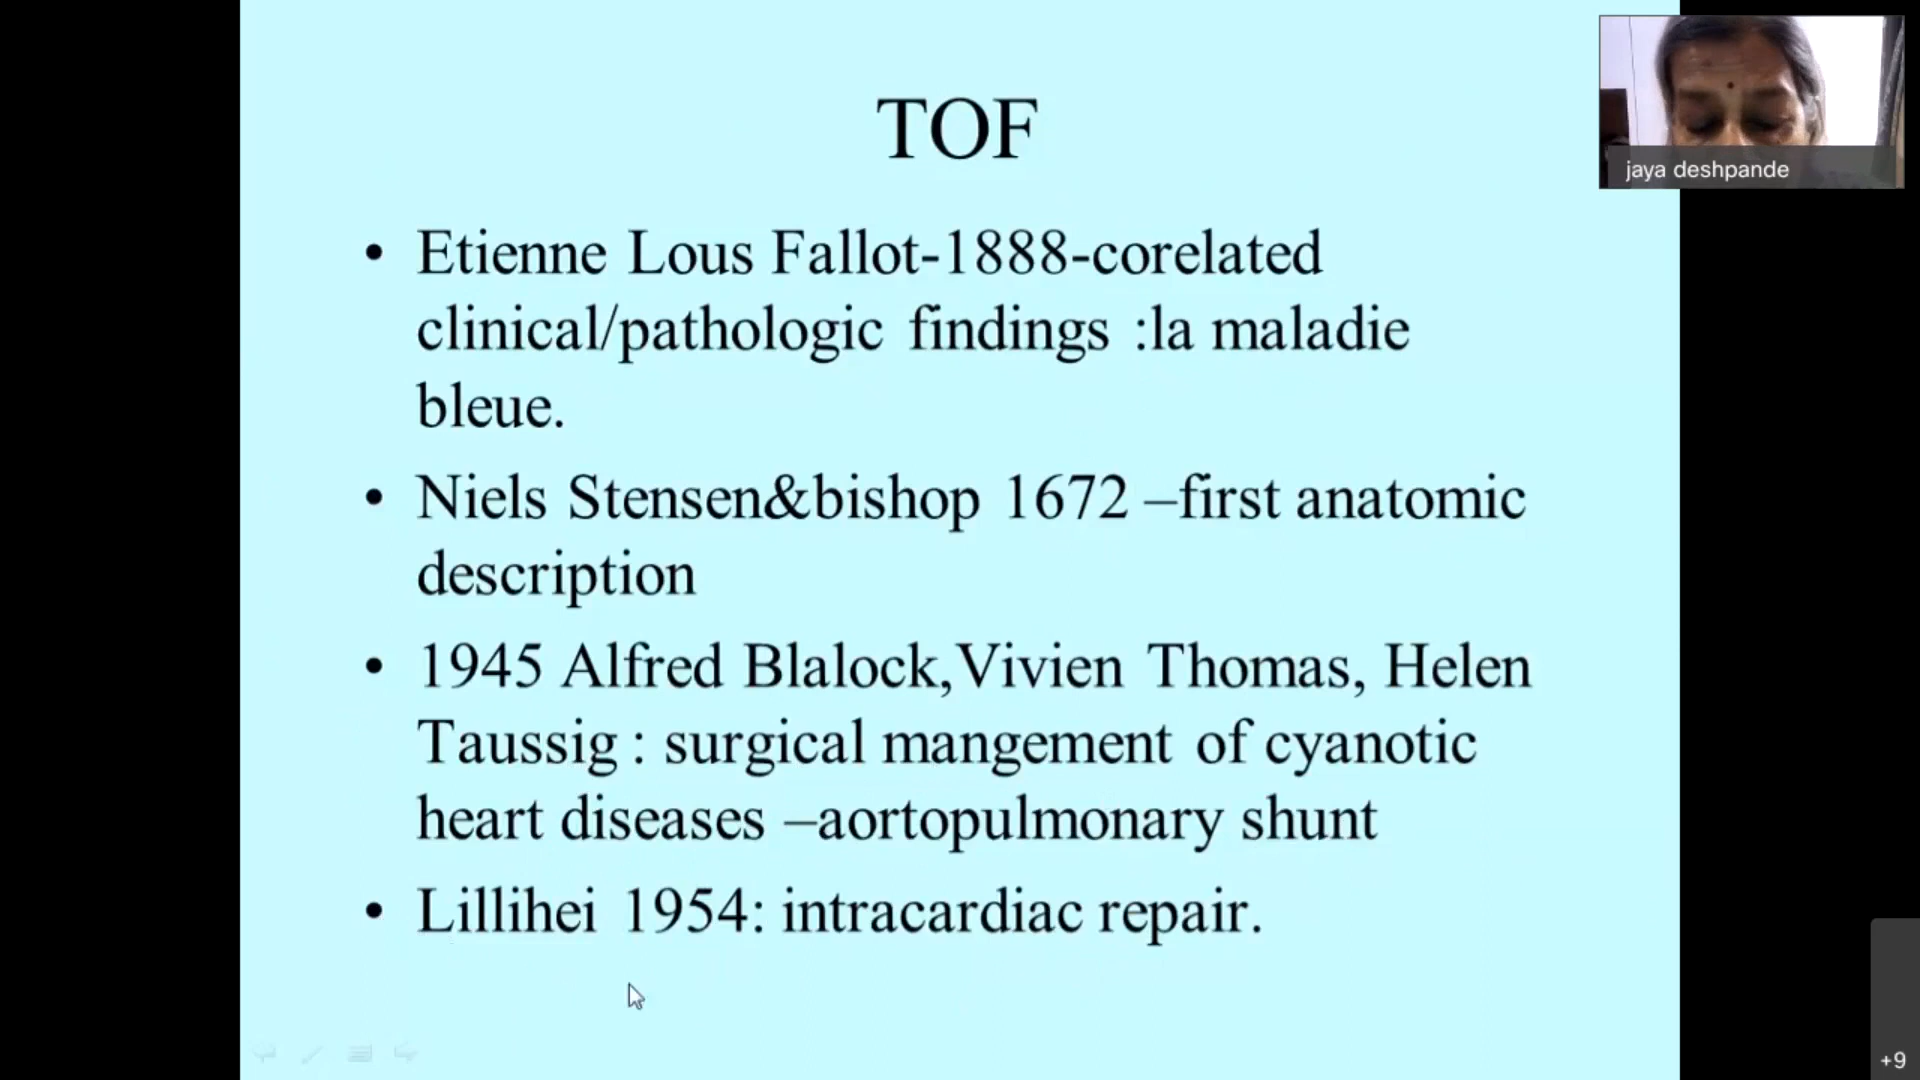 TOF
• Etienne Lous Fallot-1888-corelated
clinical/pathologic findings :la maladie
bleue.
• Niels Stensen&bishop 1672 –first anatomic
description
• 1945 Alfred Blalock,Vivien Thomas, Helen
Taussig : surgical mangement of cyanotic
heart diseases –aortopulmonary shunt
• Lillihei 1954: intracardiac repair.
jaya deshpande
+9